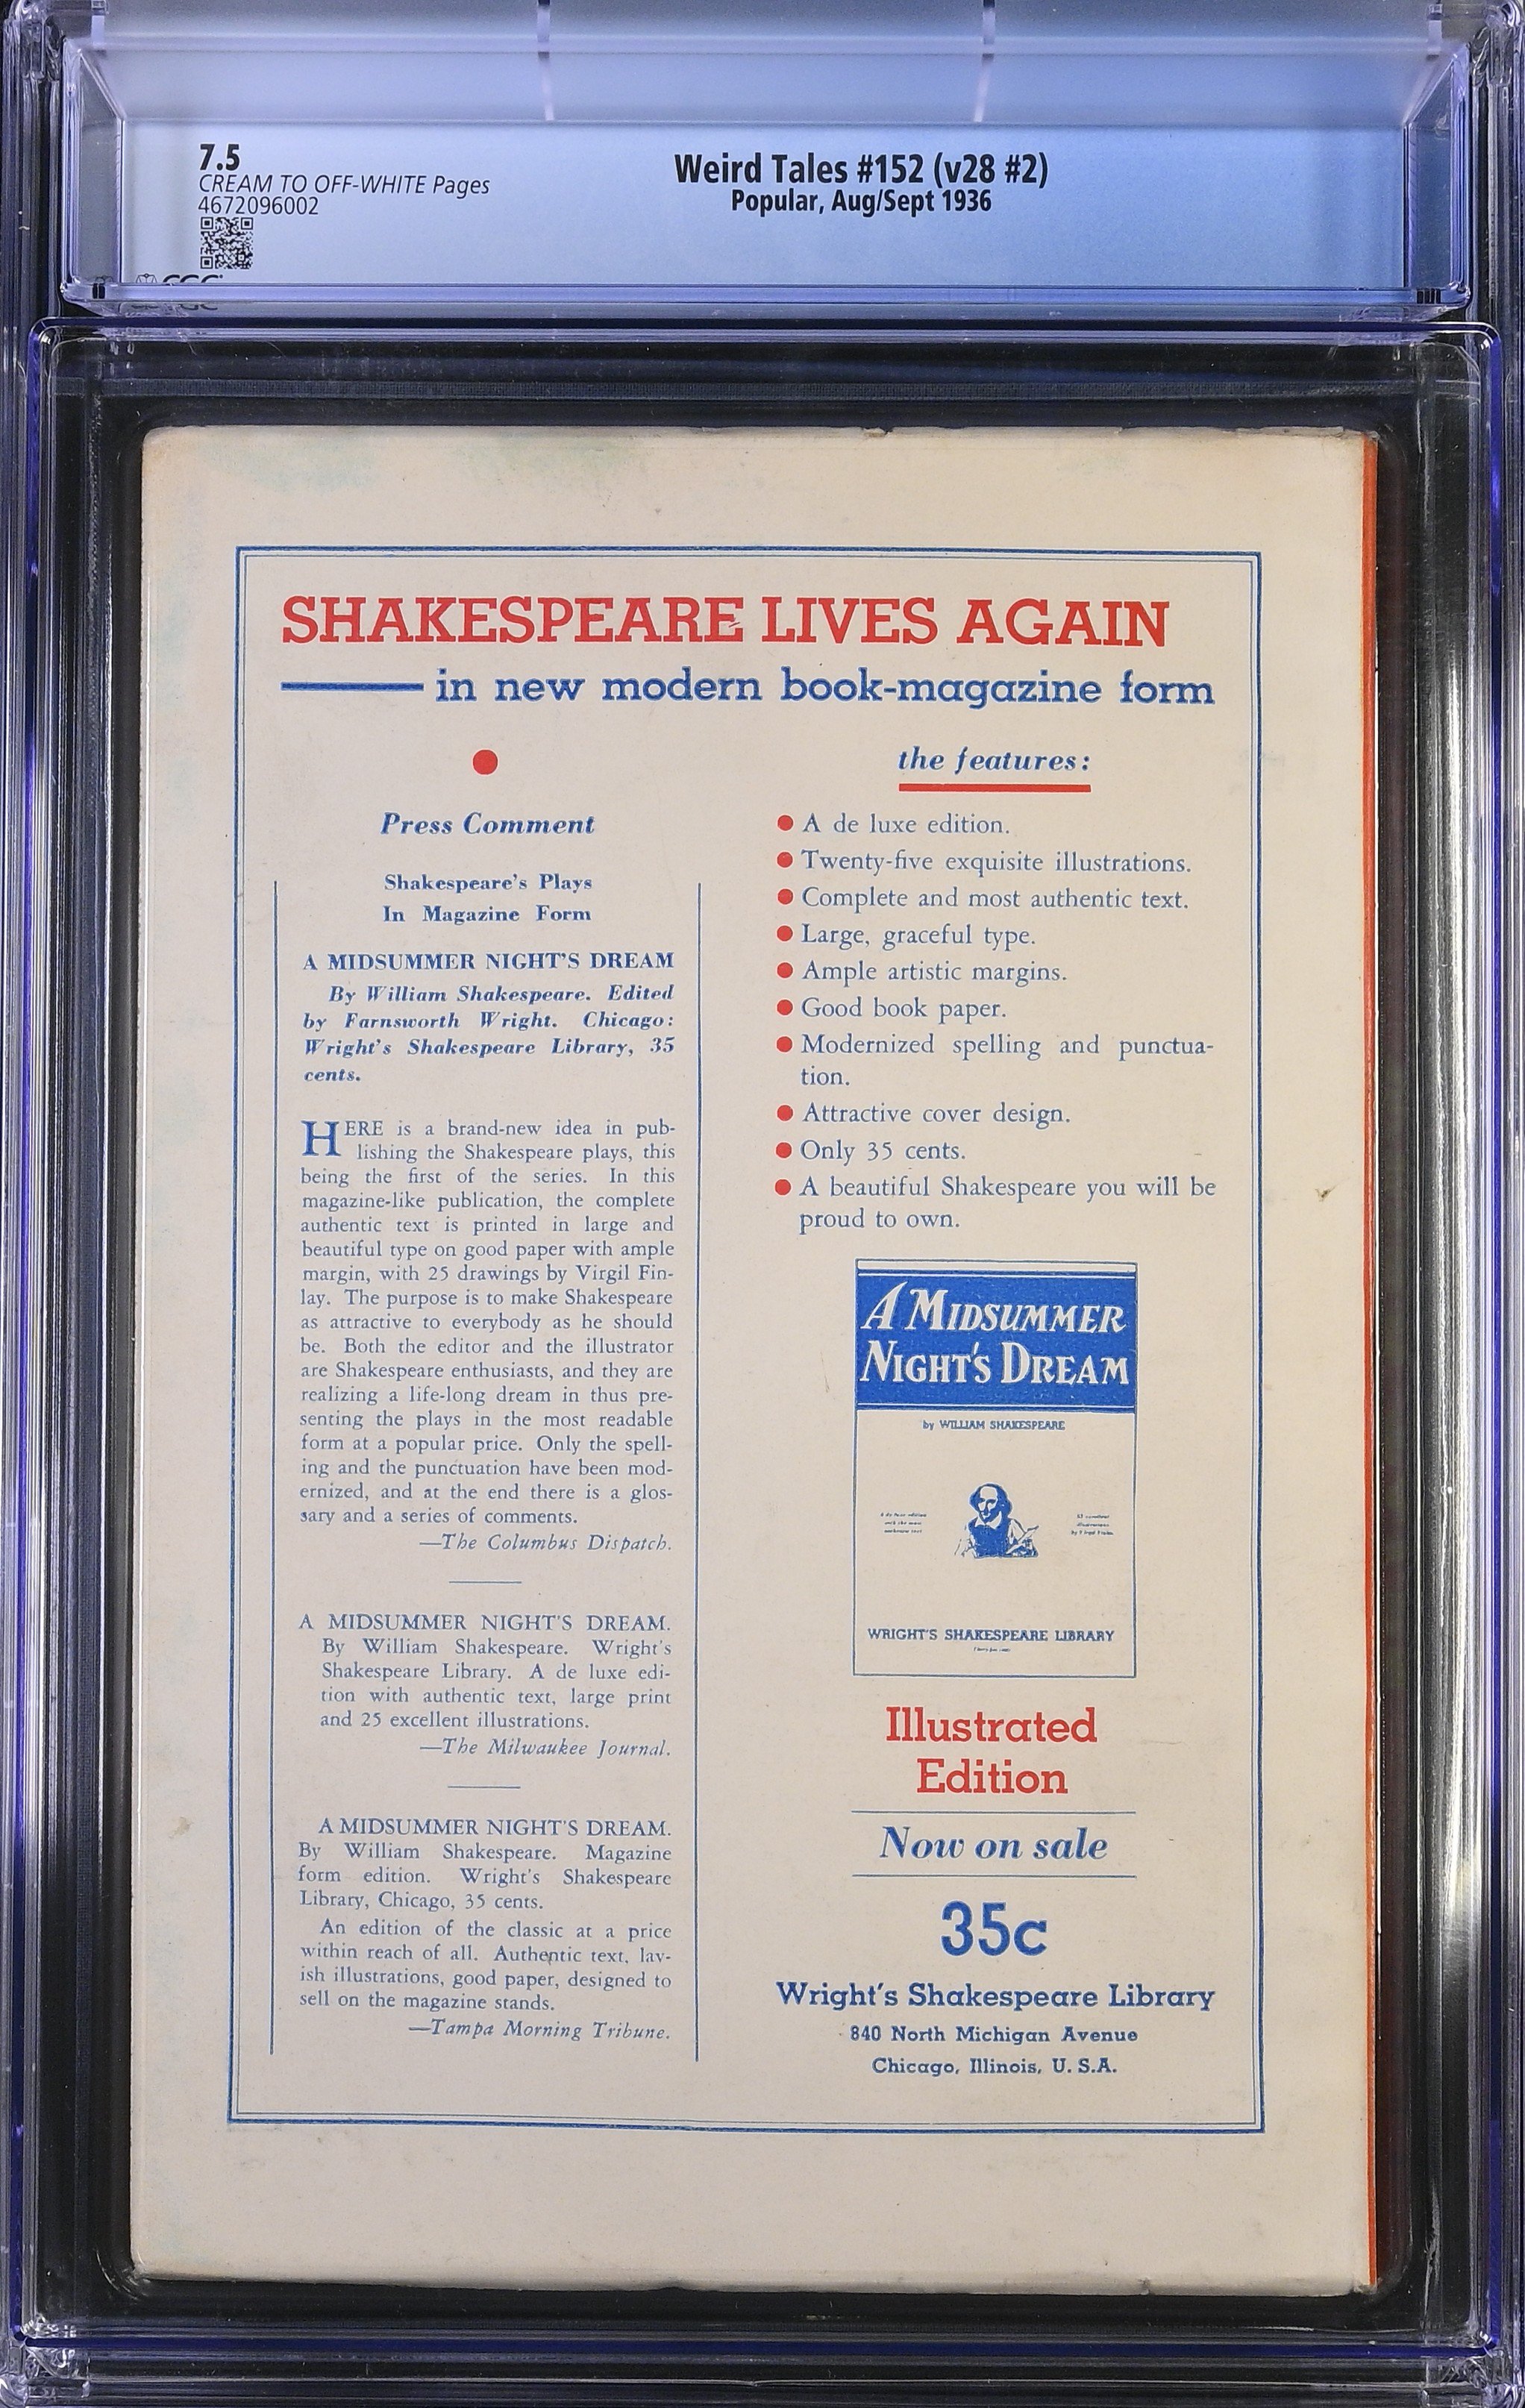 7.5
CREAM TO OFF-WHITE Pages
4672096002
CGC
Weird Tales #152 (v28 #2)
Popular, Aug/Sept 1936
SHAKESPEARE LIVES AGAIN
in new modern book-magazine form
Press Comment
Shakespeare's Plays
In Magazine Form
A MIDSUMMER NIGHT'S DREAM
By William Shakespeare. Edited
by Farnsworth Wright. Chicago:
Wright's Shakespeare Library, 35
cents.
HERE is a brand-new idea in pub-
lishing the Shakespeare plays, this
being the first of the series. In this
magazine-like publication, the complete
authentic text is printed in large and
beautiful type on good paper with ample
margin, with 25 drawings by Virgil Fin-
lay. The purpose is to make Shakespeare
as attractive to everybody as he should
be. Both the editor and the illustrator
are Shakespeare enthusiasts, and they are
realizing a life-long dream in thus pre-
senting the plays in the most readable
form at a popular price. Only the spell-
ing and the punctuation have been mod-
ernized, and at the end there is a glos-
sary and a series of comments.
—The Columbus Dispatch.
A MIDSUMMER NIGHT'S DREAM.
By William Shakespeare. Wright's
Shakespeare Library. A de luxe edi-
tion with authentic text, large print
and 25 excellent illustrations.
—The Milwaukee Journal.
A MIDSUMMER NIGHT'S DREAM.
By William Shakespeare. Magazine
form edition. Wright's Shakespeare
Library, Chicago, 35 cents.
An edition of the classic at a price
within reach of all. Authentic text, lav-
ish illustrations, good paper, designed to
sell on the magazine stands.
—Tampa Morning Tribune.
the features:
● A de luxe edition.
● Twenty-five exquisite illustrations.
● Complete and most authentic text.
● Large, graceful type.
● Ample artistic margins.
● Good book paper.
● Modernized spelling and punctua-
tion.
● Attractive cover design.
● Only 35 cents.
● A beautiful Shakespeare you will be
proud to own.
A MIDSUMMER
NIGHT'S DREAM
by WILLIAM SHAKESPEARE
WRIGHT'S SHAKESPEARE LIBRARY
Illustrated
Edition
Now on sale
35c
Wright's Shakespeare Library
840 North Michigan Avenue
Chicago, Illinois, U. S. A.